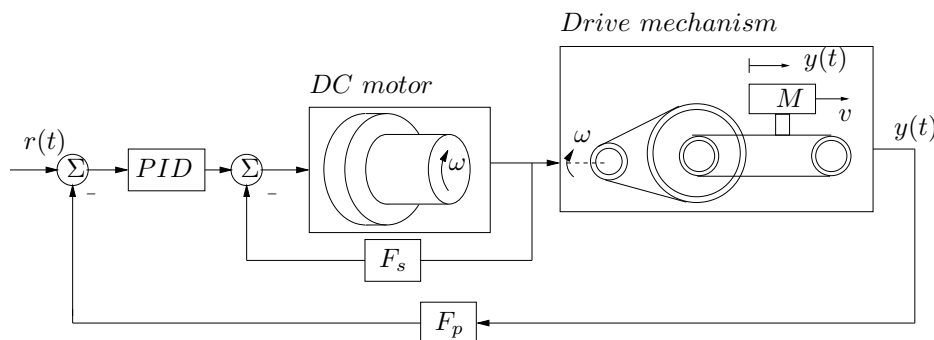 Drive mechanism
y(t)
DC motor
M
v
r(t)
ω
y(t)
Σ
PID
Σ
ω
–
–
F_s
F_p